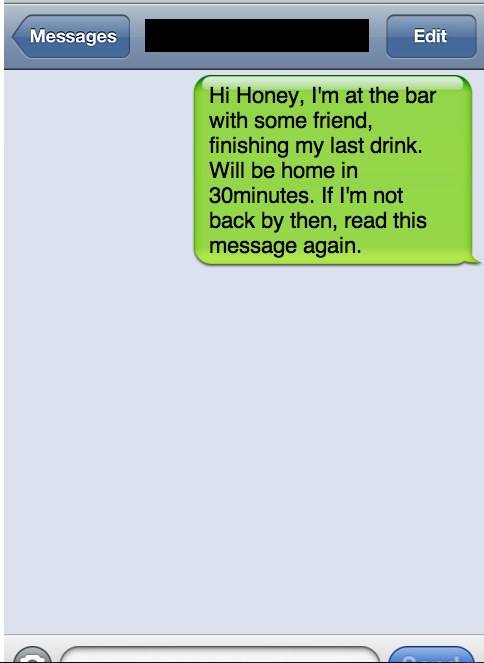 Messages
Edit
Hi Honey, I'm at the bar
with some friend,
finishing my last drink.
Will be home in
30minutes. If I'm not
back by then, read this
message again.
Send